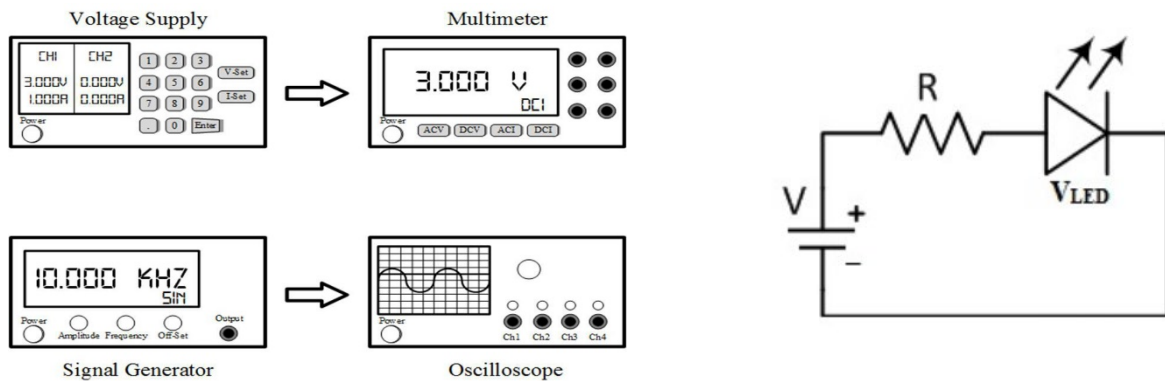 Voltage Supply
CH1 CH2
3.000V 0.000V
1.000A 0.000A
1 2 3
4 5 6
7 8 9
. 0 Enter
V-Set
I-Set
Power
Multimeter
3.000 V
DCI
Power
ACV DCV ACI DCI
10.000 KHZ
SIN
Power
Amplitude Frequency Off-Set
Output
Signal Generator
Power
Ch1 Ch2 Ch3 Ch4
Oscilloscope
R
V
+
−
VLED